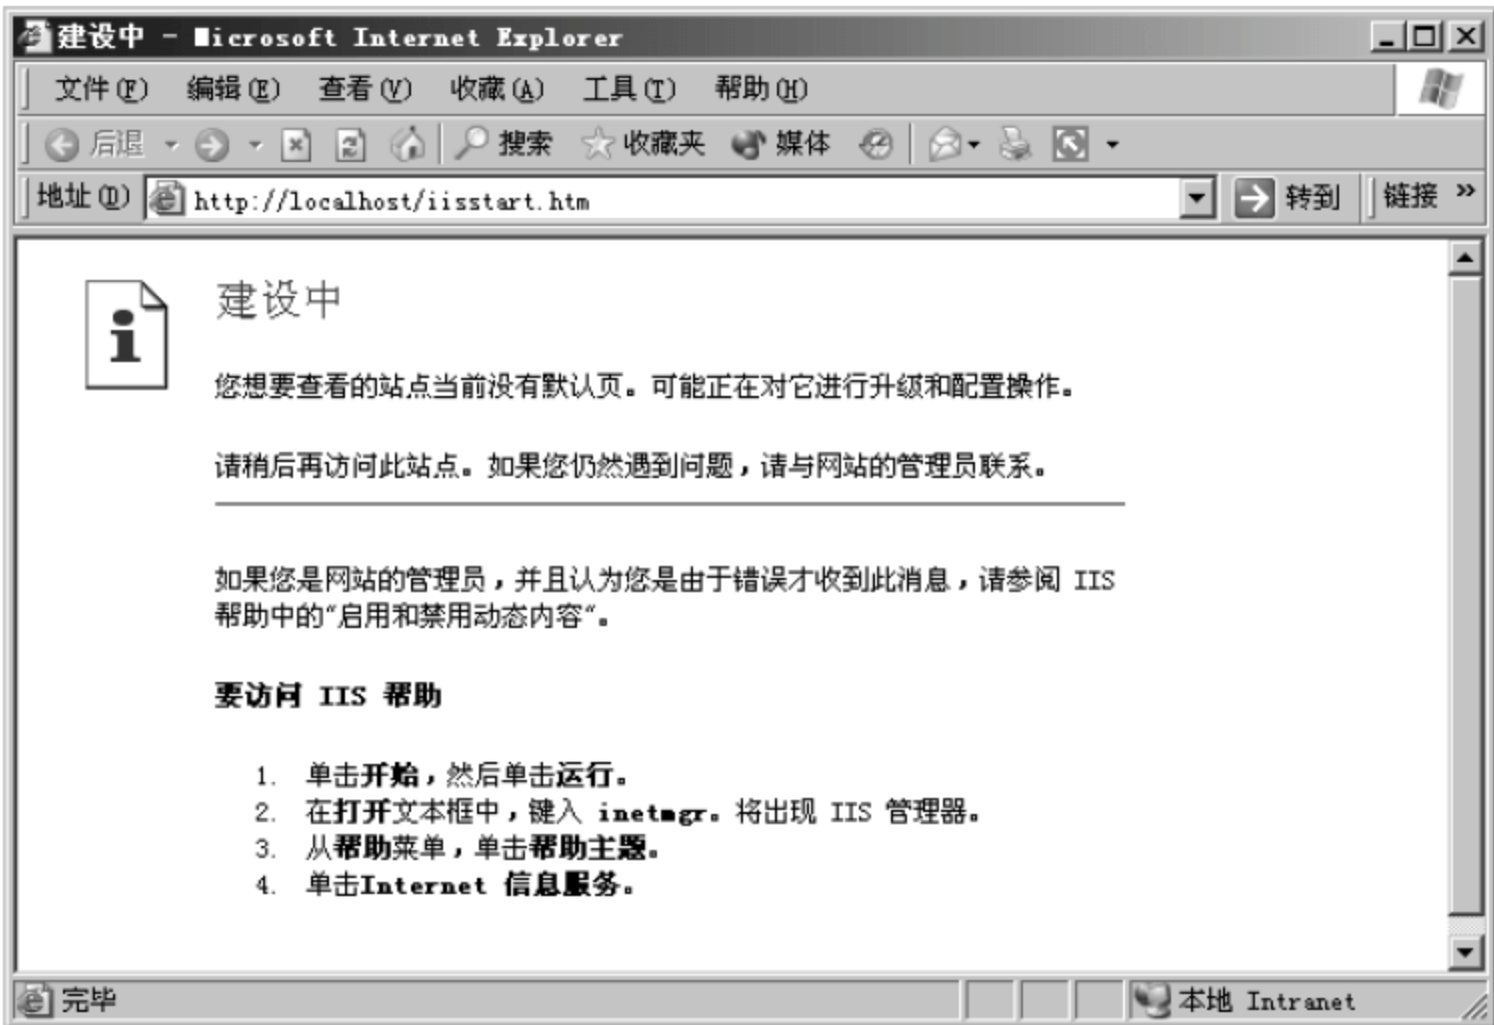 建设中 - Microsoft Internet Explorer
文件(F) 编辑(E) 查看(V) 收藏(A) 工具(T) 帮助(H)
后退 搜索 收藏夹 媒体
地址(D) http://localhost/iisstart.htm 转到 链接 »
建设中
您想要查看的站点当前没有默认页。可能正在对它进行升级和配置操作。
请稍后再访问此站点。如果您仍然遇到问题，请与网站的管理员联系。
如果您是网站的管理员，并且认为您是由于错误才收到此消息，请参阅 IIS
帮助中的“启用和禁用动态内容”。
要访问 IIS 帮助
1. 单击开始，然后单击运行。
2. 在打开文本框中，键入 inetmgr。将出现 IIS 管理器。
3. 从帮助菜单，单击帮助主题。
4. 单击Internet 信息服务。
完毕 本地 Intranet